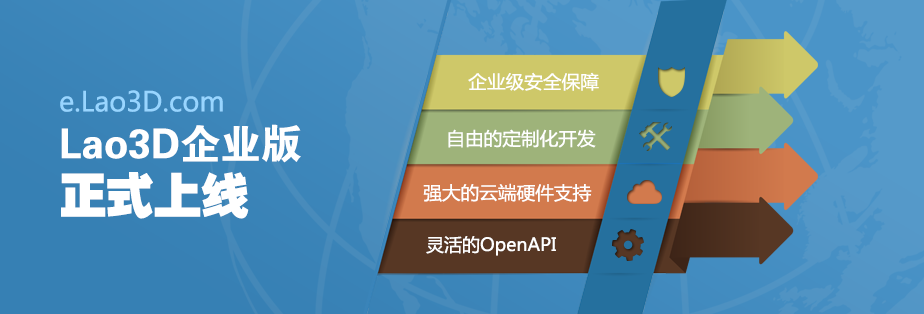 e.Lao3D.com
Lao3D企业版
正式上线
企业级安全保障
自由的定制化开发
强大的云端硬件支持
灵活的OpenAPI